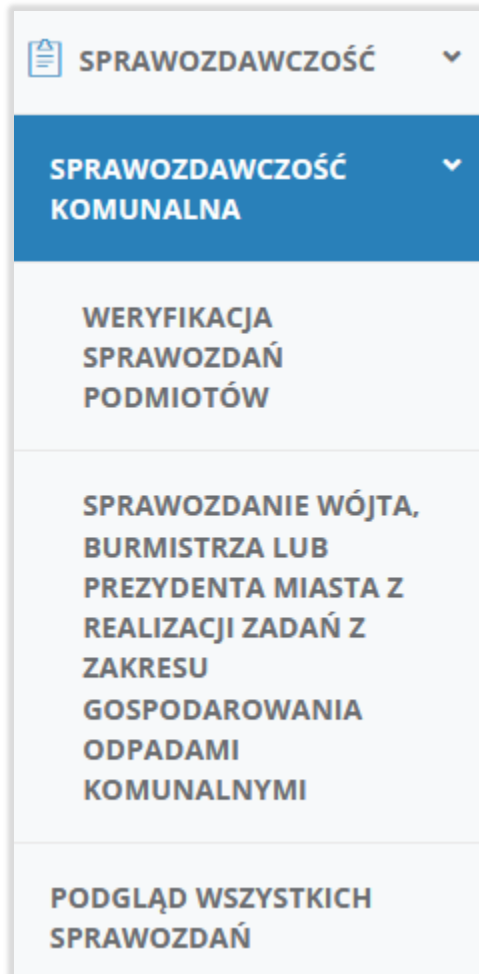 SPRAWOZDAWCZOŚĆ
SPRAWOZDAWCZOŚĆ
KOMUNALNA
WERYFIKACJA
SPRAWOZDAŃ
PODMIOTÓW
SPRAWOZDANIE WÓJTA,
BURMISTRZA LUB
PREZYDENTA MIASTA Z
REALIZACJI ZADAŃ Z
ZAKRESU
GOSPODAROWANIA
ODPADAMI
KOMUNALNYMI
PODGLĄD WSZYSTKICH
SPRAWOZDAŃ